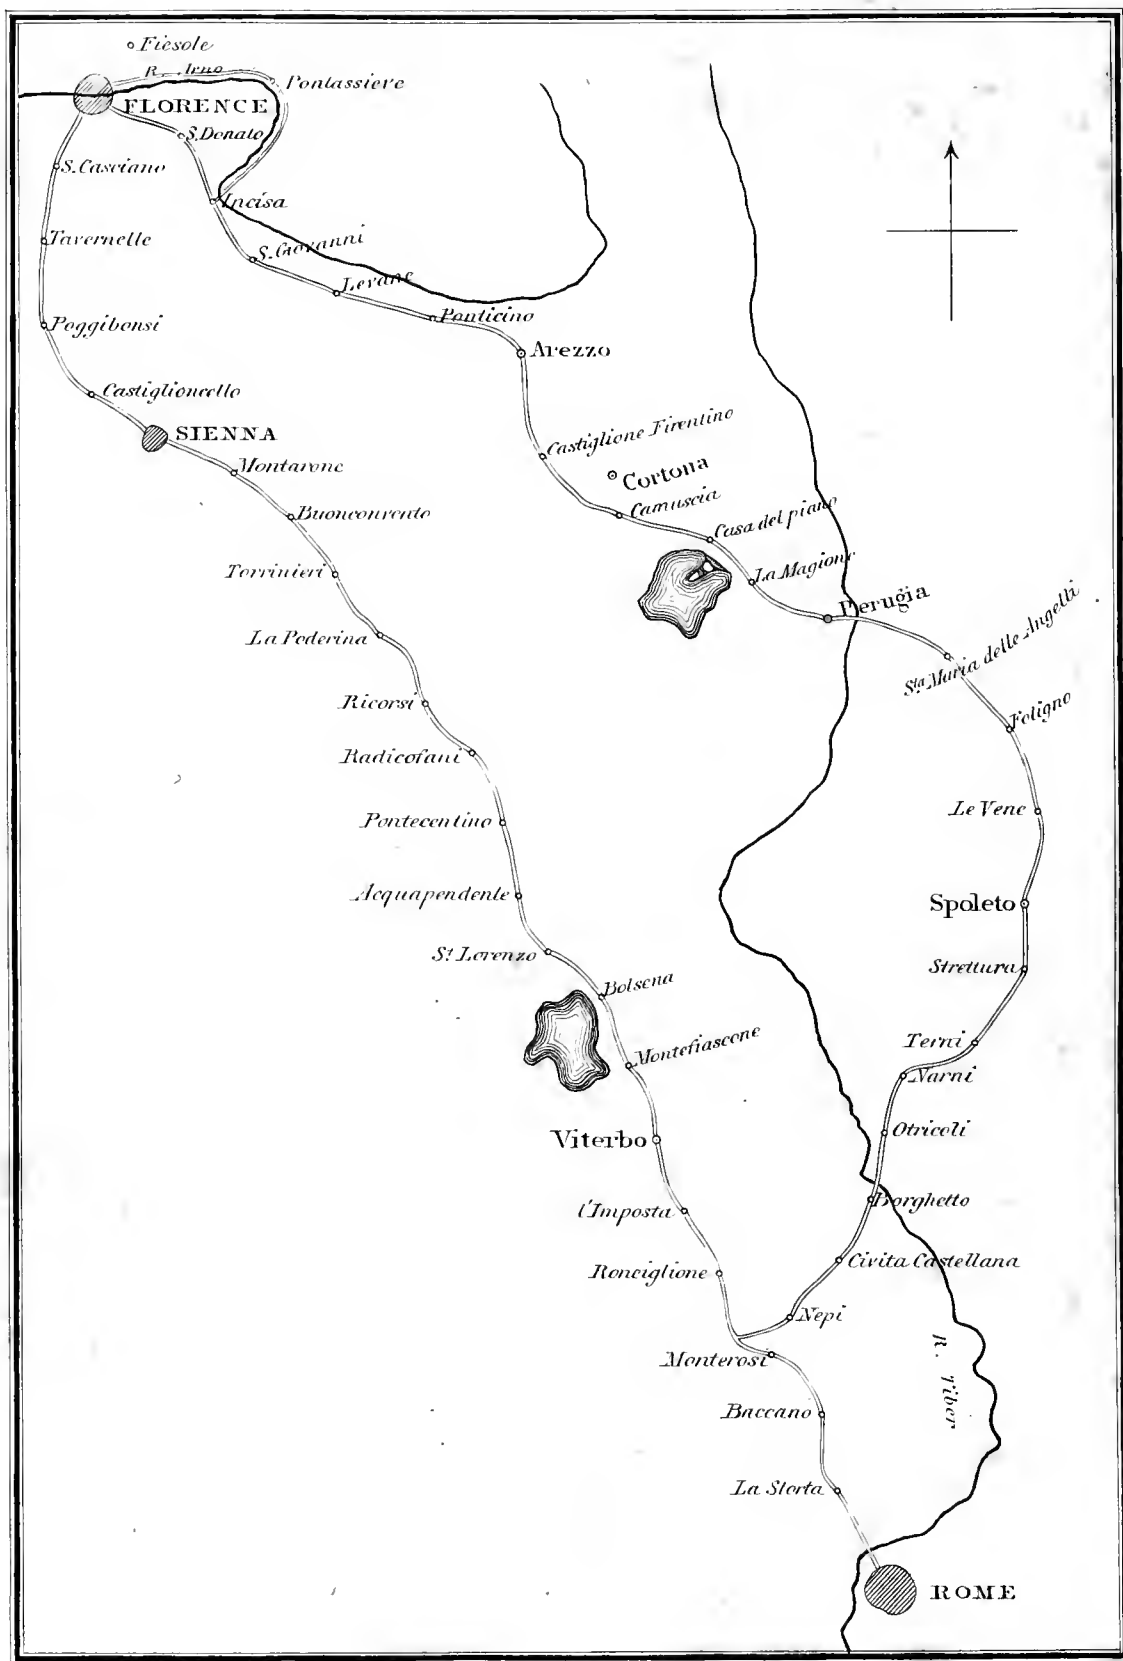 Fiesole
R. Arno
Pontassieve
FLORENCE
S. Donato
S. Casciano
Incisa
Tavernelle
S. Giovanni
Levane
Ponticino
Poggibonsi
Arezzo
Castiglioncello
Castiglione Firentino
SIENNA
Cortona
Montarone
Camuscia
Buonconvento
Casa del piano
Torrinieri
La Magione
Perugia
Sta Maria delle Angelli
La Poderina
Ricorsi
Foligno
Radicofani
Pontecentino
Le Vene
Acquapendente
Spoleto
St. Lorenzo
Strettura
Bolsena
Montefiascone
Terni
Narni
Viterbo
Otricoli
l'Imposta
Borghetto
Ronciglione
Civita Castellana
Nepi
Monterosi
R. Tiber
Baccano
La Storta
ROME